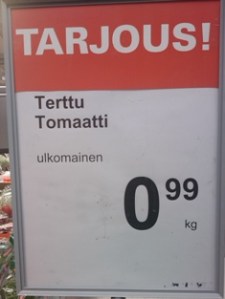 TARJOUS!
Terttu
Tomaatti
ulkomainen
0 99
kg